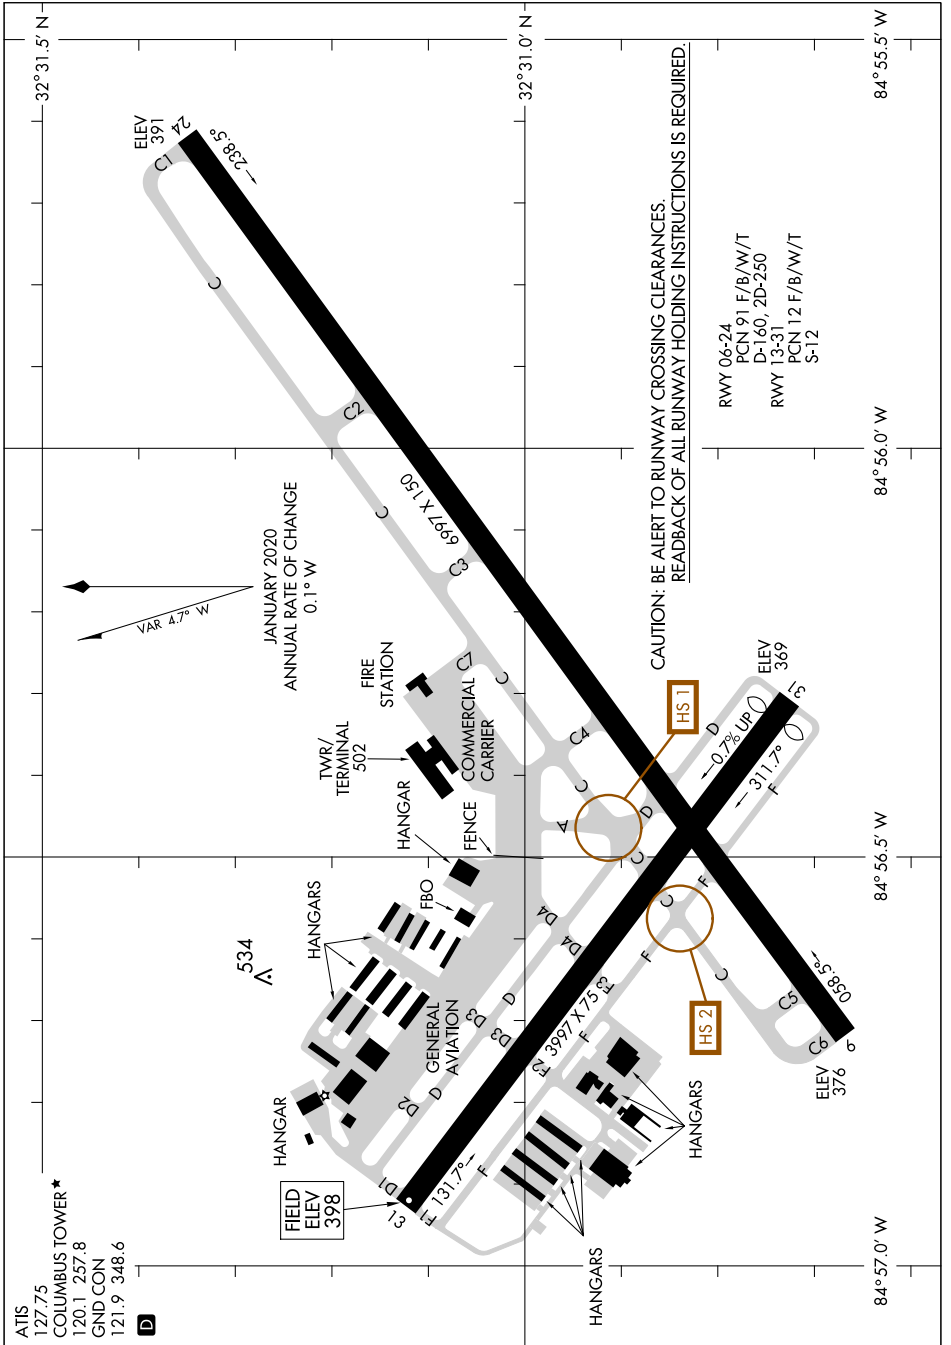 ATIS
127.75
COLUMBUS TOWER★
120.1 257.8
GND CON
121.9 348.6
D
32°31.5' N
32°31.0' N
84°55.5' W
84°56.0' W
84°56.5' W
84°57.0' W
JANUARY 2020
ANNUAL RATE OF CHANGE
0.1° W
VAR 4.7° W
ELEV
391
24
238.5°
C1
C
C2
C
6997 X 150
C3
C7
C
C4
C
FIRE
STATION
TWR/
TERMINAL
502
COMMERCIAL
CARRIER
HANGAR
FENCE
FBO
HANGARS
534
GENERAL
AVIATION
HANGAR
FIELD
ELEV
398
13
D1
F1
131.7°
F
D2
D
D3
D3
D
D4
D4
A
D
C
HS 1
D
0.7% UP
311.7°
F
ELEV
369
31
F2
3997 X 75
F3
F
F
F
C
C
HS 2
C5
C6
058.5°
6
ELEV
376
HANGARS
HANGARS
CAUTION: BE ALERT TO RUNWAY CROSSING CLEARANCES.
READBACK OF ALL RUNWAY HOLDING INSTRUCTIONS IS REQUIRED.
RWY 06-24
PCN 91 F/B/W/T
D-160, 2D-250
RWY 13-31
PCN 12 F/B/W/T
S-12